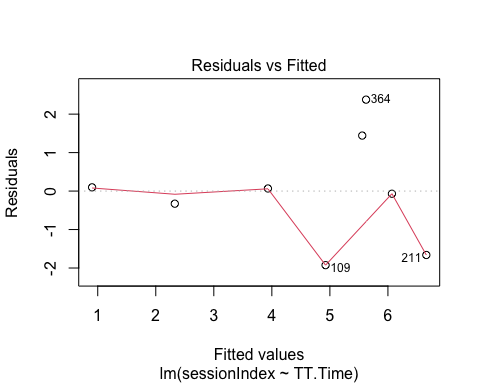 Residuals vs Fitted
Residuals
2
1
0
-1
-2
364
109
211
1 2 3 4 5 6
Fitted values
lm(sessionIndex ~ TT.Time)